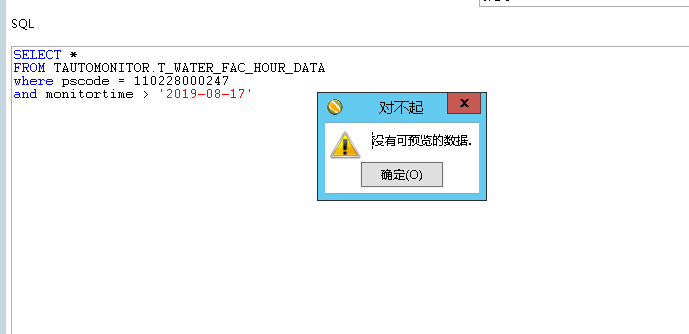 SQL
SELECT *
FROM TAUTOMONITOR.T_WATER_FAC_HOUR_DATA
where pscode = 110228000247
and monitortime > '2019-08-17'
对不起
x
没有可预览的数据.
确定(O)